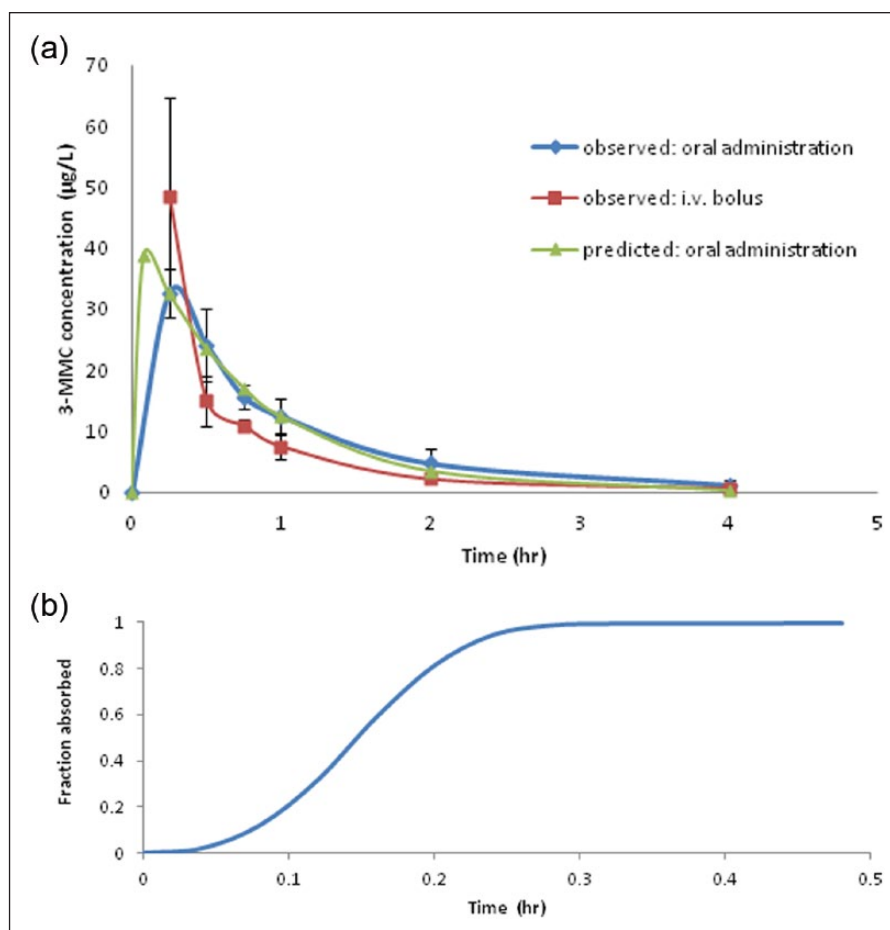 (a)
70
60
50
40
30
20
10
0
3-MMC concentration (µg/L)
observed: oral administration
observed: i.v. bolus
predicted: oral administration
0 1 2 3 4 5
Time (hr)
(b)
1
0.8
0.6
0.4
0.2
0
Fraction absorbed
0 0.1 0.2 0.3 0.4 0.5
Time (hr)